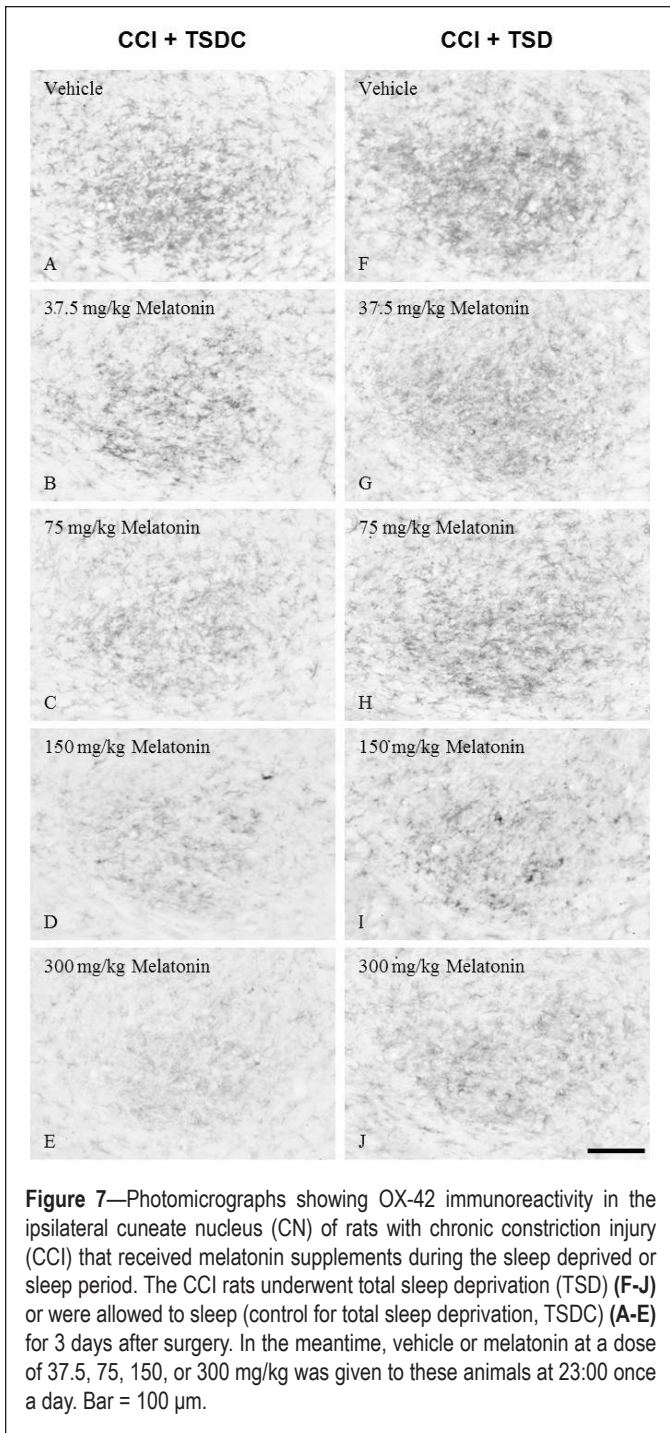 CCI + TSDC
CCI + TSD
Vehicle
Vehicle
A
F
37.5 mg/kg Melatonin
37.5 mg/kg Melatonin
B
G
75 mg/kg Melatonin
75 mg/kg Melatonin
C
H
150 mg/kg Melatonin
150 mg/kg Melatonin
D
I
300 mg/kg Melatonin
300 mg/kg Melatonin
E
J
Figure 7—Photomicrographs showing OX-42 immunoreactivity in the
ipsilateral cuneate nucleus (CN) of rats with chronic constriction injury
(CCI) that received melatonin supplements during the sleep deprived or
sleep period. The CCI rats underwent total sleep deprivation (TSD) (F-J)
or were allowed to sleep (control for total sleep deprivation, TSDC) (A-E)
for 3 days after surgery. In the meantime, vehicle or melatonin at a dose
of 37.5, 75, 150, or 300 mg/kg was given to these animals at 23:00 once
a day. Bar = 100 μm.